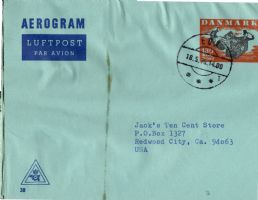 AEROGRAM
LUFTPOST
PAR AVION
DANMARK
Jack's Ten Cent Store
P.O.Box 1327
Redwood City, Ca. 94063
USA
38